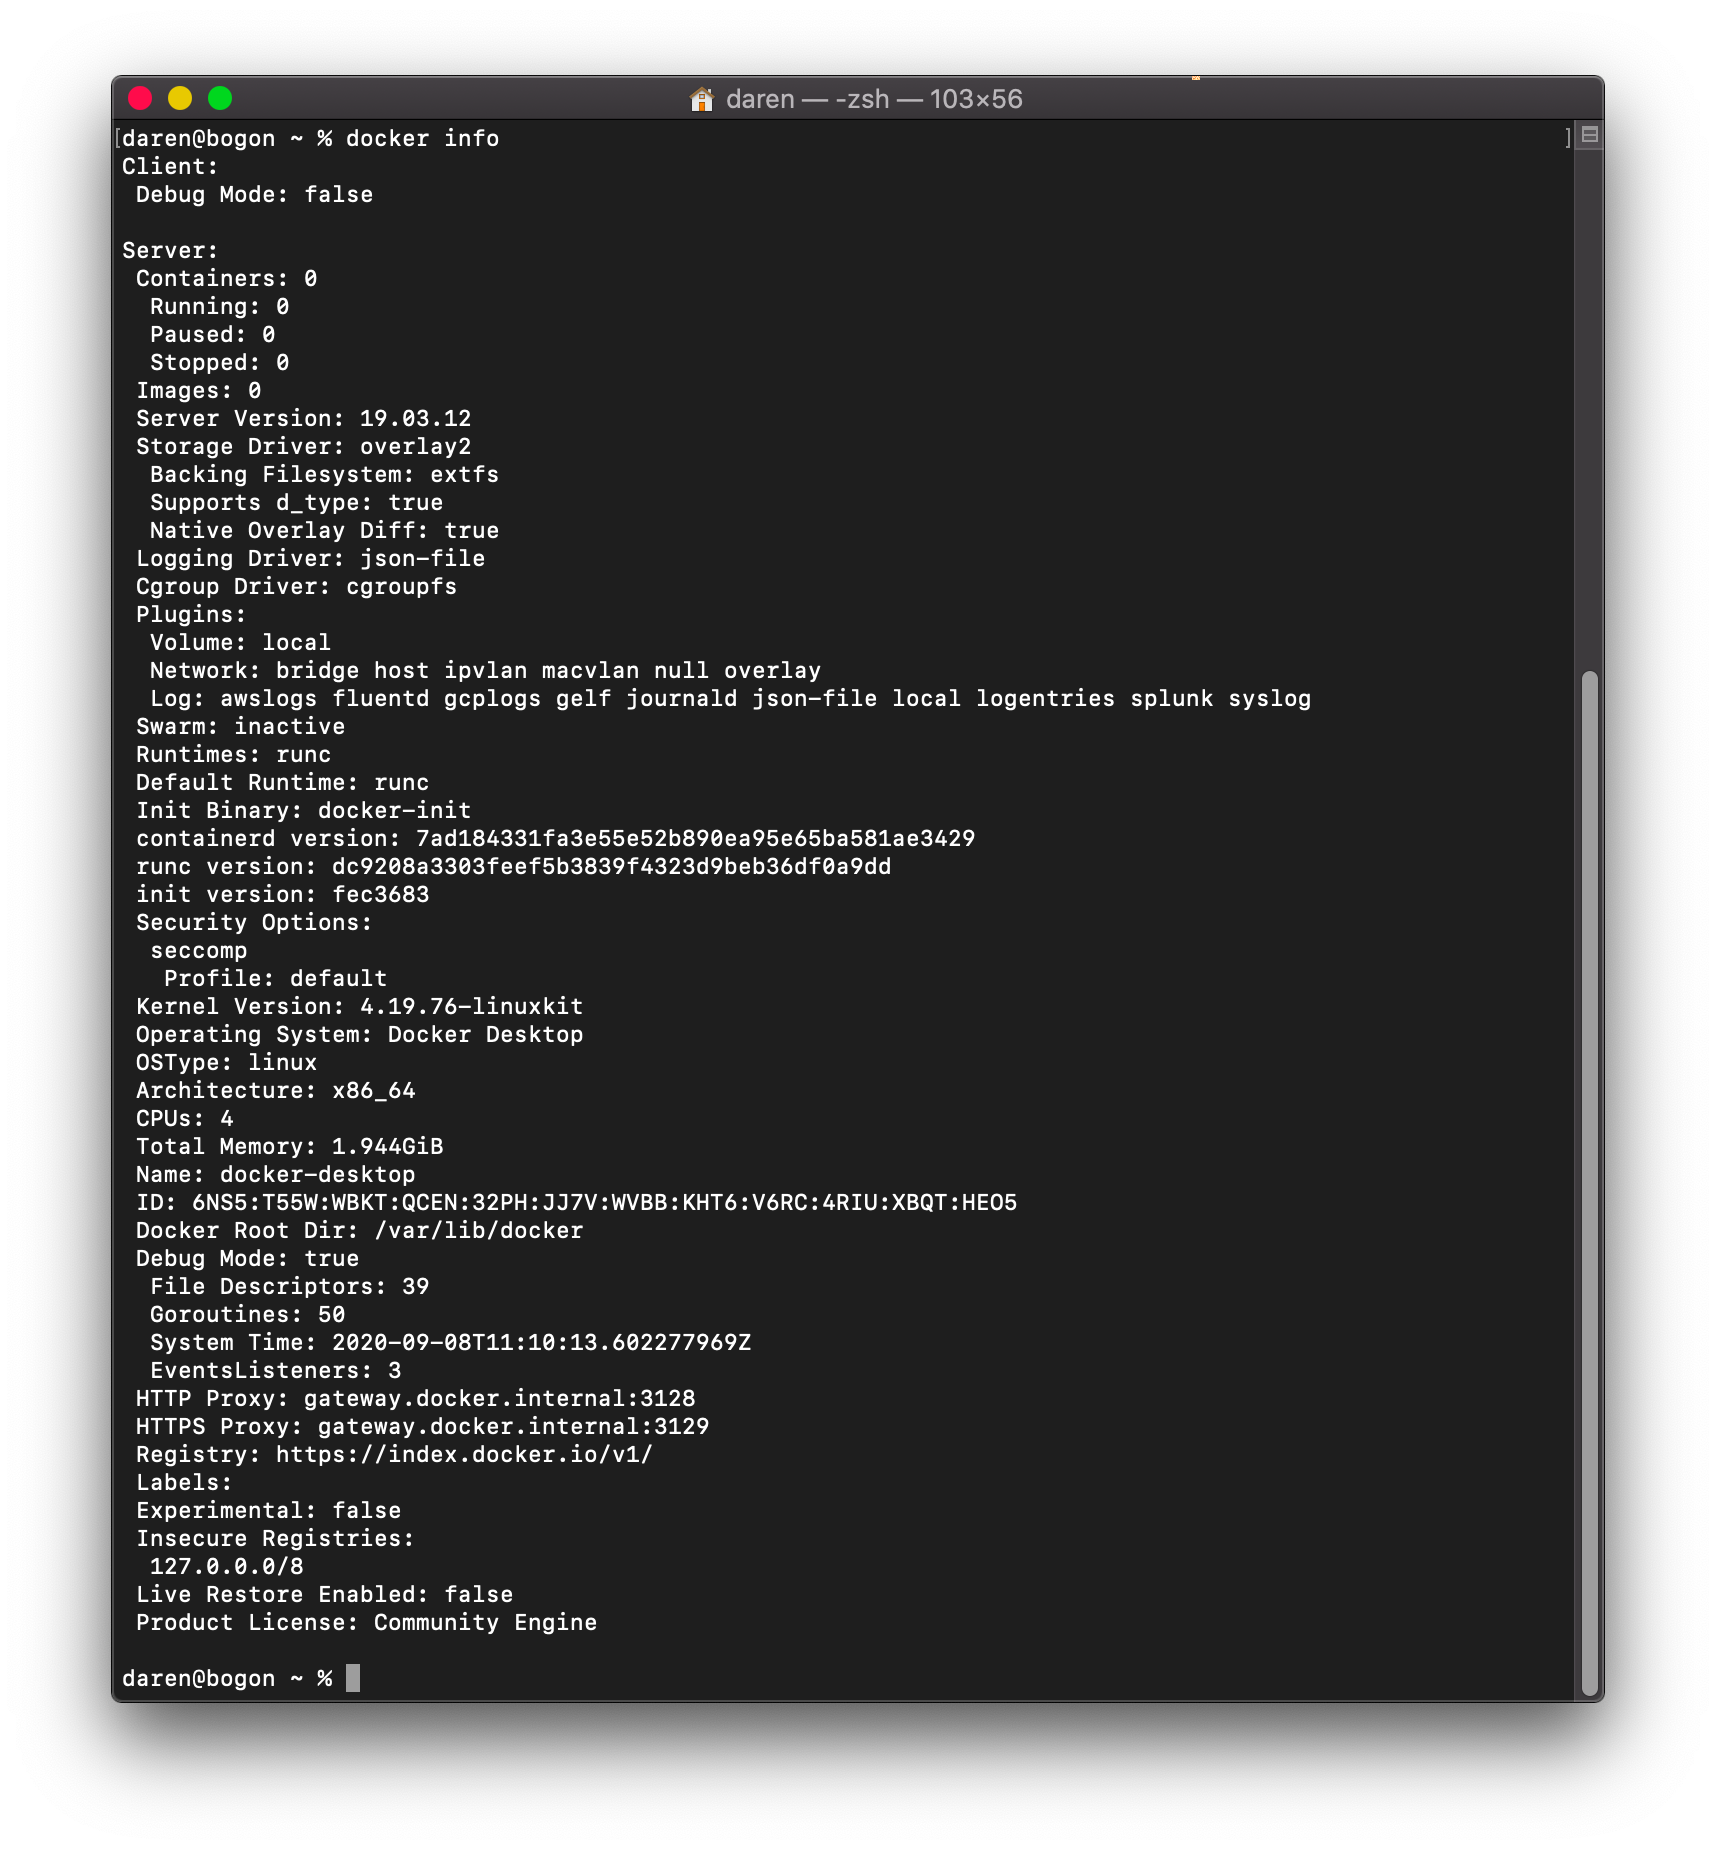 daren — -zsh — 103×56
[daren@bogon ~ % docker info ]
Client:
 Debug Mode: false

Server:
 Containers: 0
  Running: 0
  Paused: 0
  Stopped: 0
 Images: 0
 Server Version: 19.03.12
 Storage Driver: overlay2
  Backing Filesystem: extfs
  Supports d_type: true
  Native Overlay Diff: true
 Logging Driver: json-file
 Cgroup Driver: cgroupfs
 Plugins:
  Volume: local
  Network: bridge host ipvlan macvlan null overlay
  Log: awslogs fluentd gcplogs gelf journald json-file local logentries splunk syslog
 Swarm: inactive
 Runtimes: runc
 Default Runtime: runc
 Init Binary: docker-init
 containerd version: 7ad184331fa3e55e52b890ea95e65ba581ae3429
 runc version: dc9208a3303feef5b3839f4323d9beb36df0a9dd
 init version: fec3683
 Security Options:
  seccomp
   Profile: default
 Kernel Version: 4.19.76-linuxkit
 Operating System: Docker Desktop
 OSType: linux
 Architecture: x86_64
 CPUs: 4
 Total Memory: 1.944GiB
 Name: docker-desktop
 ID: 6NS5:T55W:WBKT:QCEN:32PH:JJ7V:WVBB:KHT6:V6RC:4RIU:XBQT:HEO5
 Docker Root Dir: /var/lib/docker
 Debug Mode: true
  File Descriptors: 39
  Goroutines: 50
  System Time: 2020-09-08T11:10:13.602277969Z
  EventsListeners: 3
 HTTP Proxy: gateway.docker.internal:3128
 HTTPS Proxy: gateway.docker.internal:3129
 Registry: https://index.docker.io/v1/
 Labels:
 Experimental: false
 Insecure Registries:
  127.0.0.0/8
 Live Restore Enabled: false
 Product License: Community Engine

daren@bogon ~ %